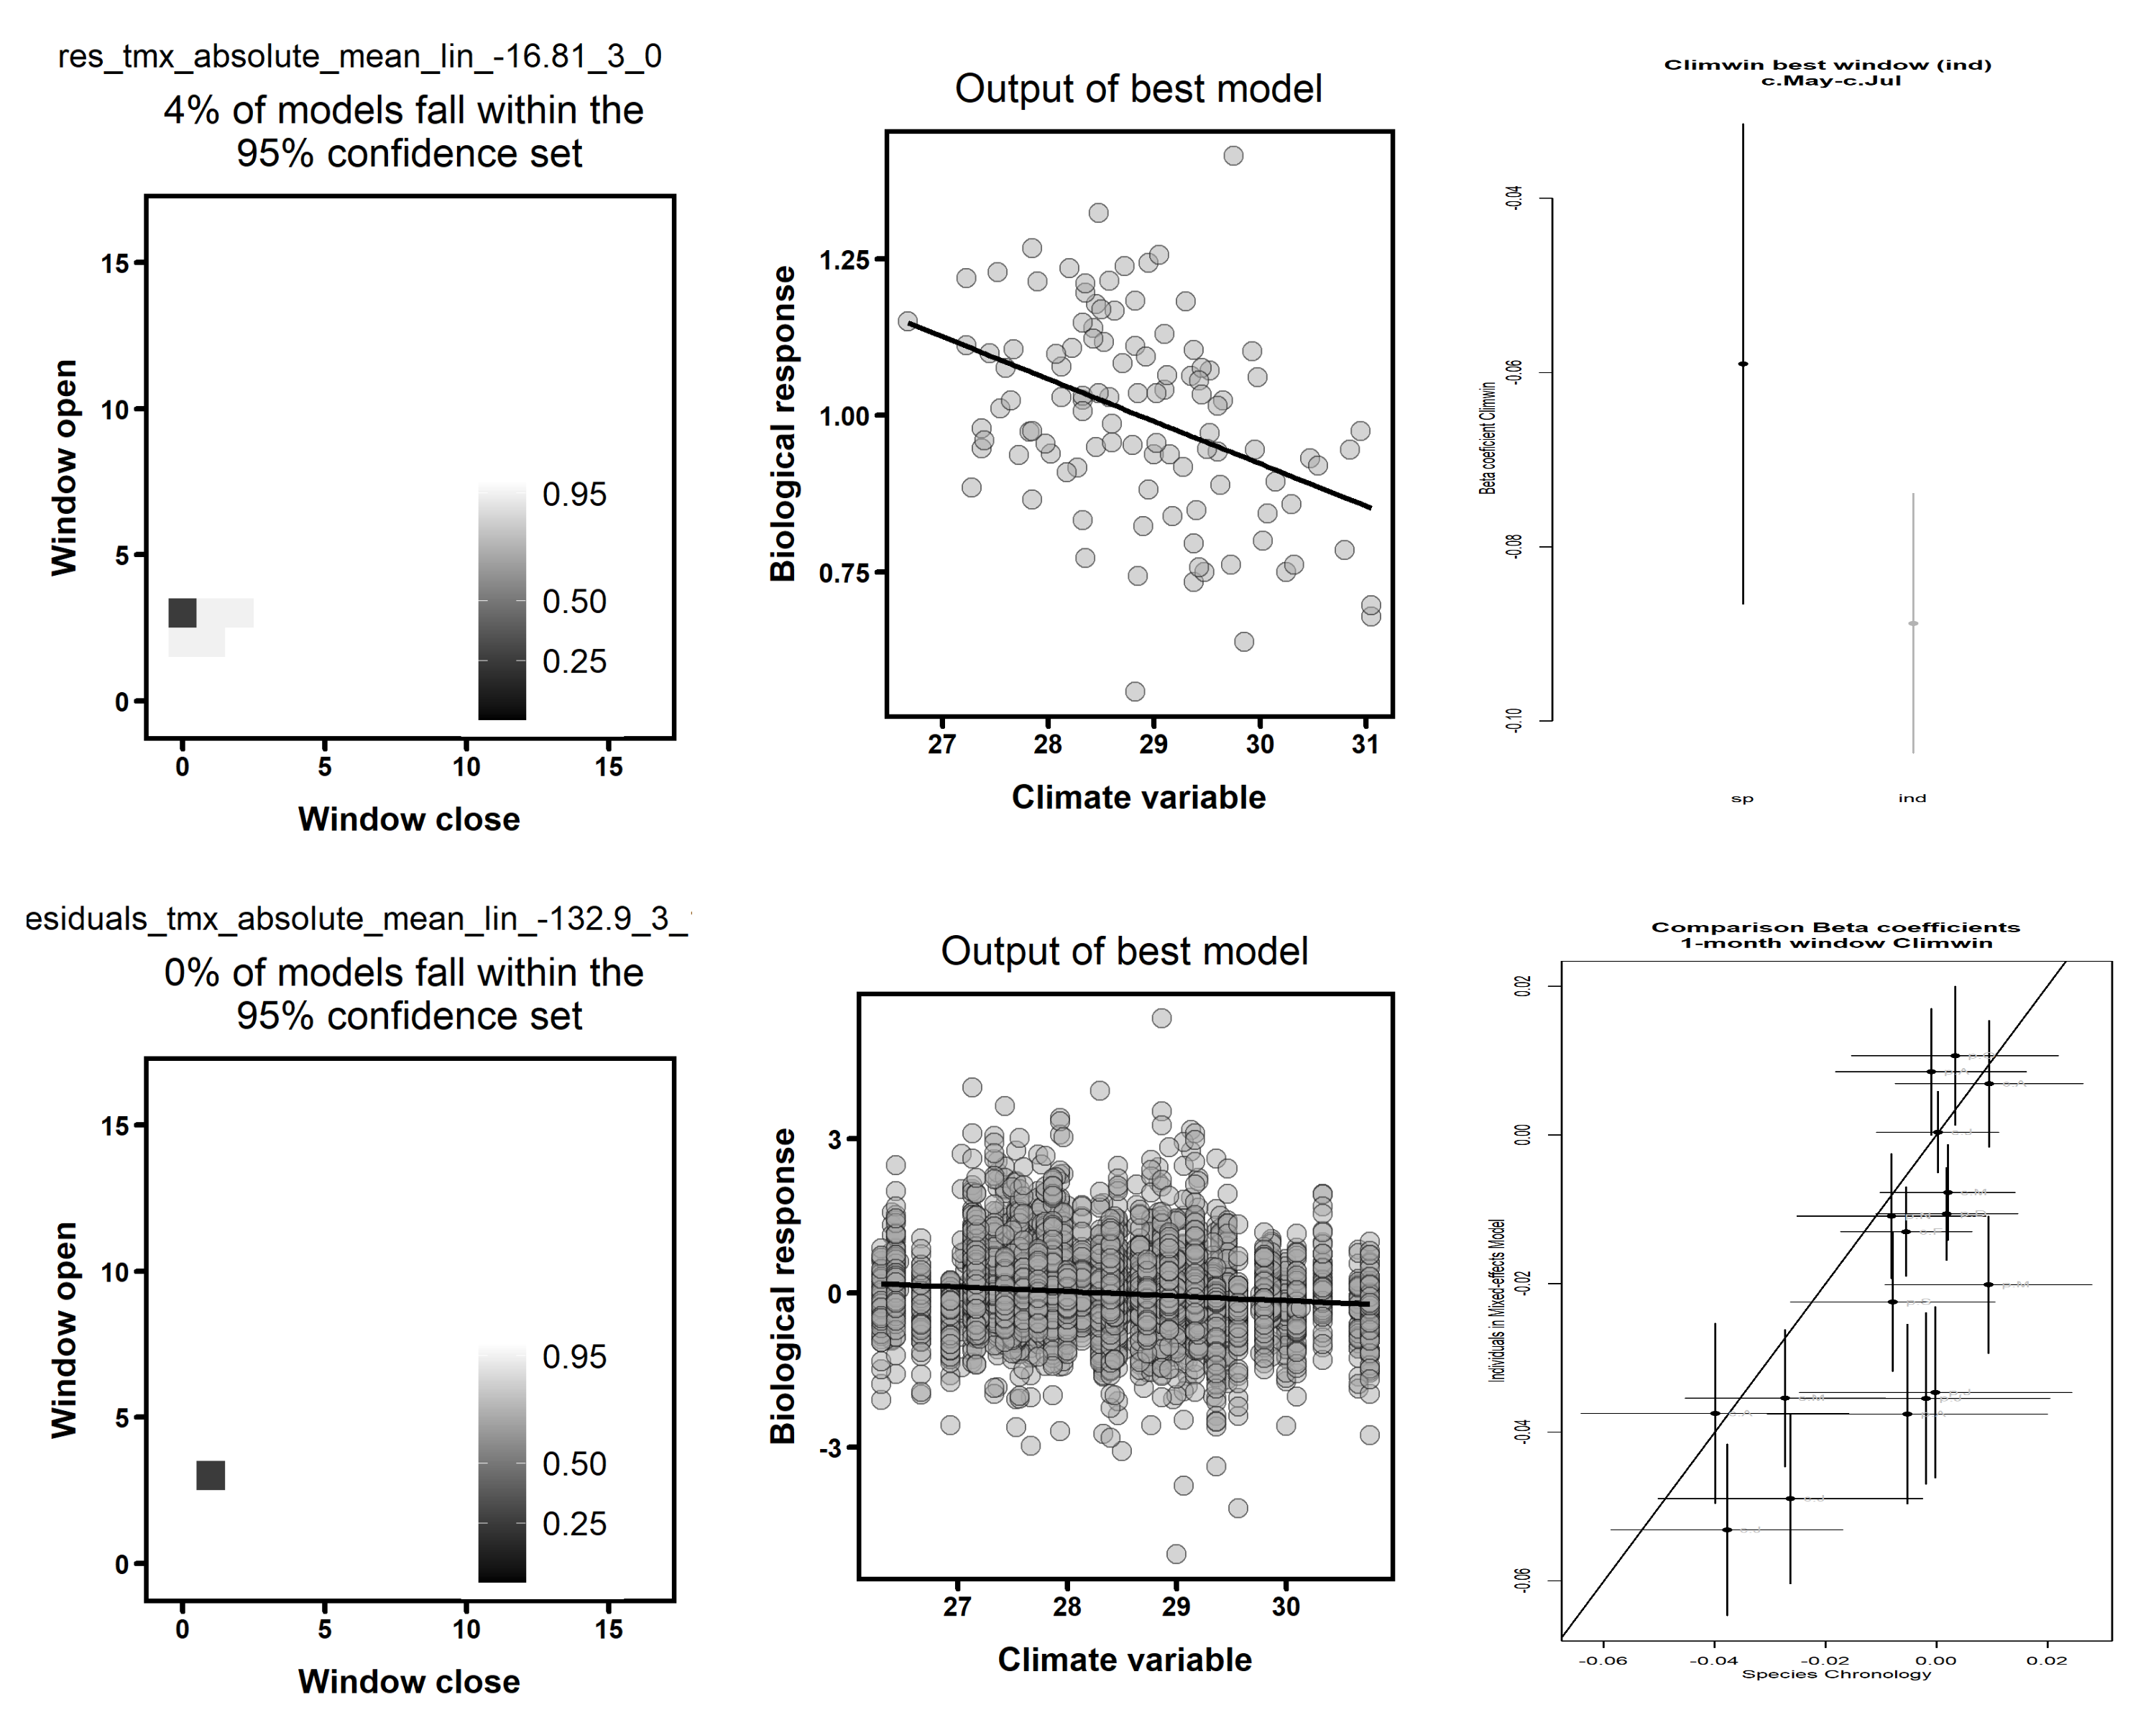 res_tmx_absolute_mean_lin_-16.81_3_0
4% of models fall within the
95% confidence set
Window open
15
10
5
0
0.95
0.50
0.25
0 5 10 15
Window close
Output of best model
Biological response
1.25
1.00
0.75
27 28 29 30 31
Climate variable
Climwin best window (ind)
c.May-c.Jul
Beta coeficient Climwin
-0.04
-0.06
-0.08
-0.10
sp ind
esiduals_tmx_absolute_mean_lin_-132.9_3_
0% of models fall within the
95% confidence set
Window open
15
10
5
0
0.95
0.50
0.25
0 5 10 15
Window close
Output of best model
Biological response
3
0
-3
27 28 29 30
Climate variable
Comparison Beta coefficients
1-month window Climwin
Individuals in Mixed-effects Model
0.02
0.00
-0.02
-0.04
-0.06
p.A
c.A
c.M
p.M
p.S
c.M
c.A
p.A
c.J
c.J
-0.06 -0.04 -0.02 0.00 0.02
Species Chronology